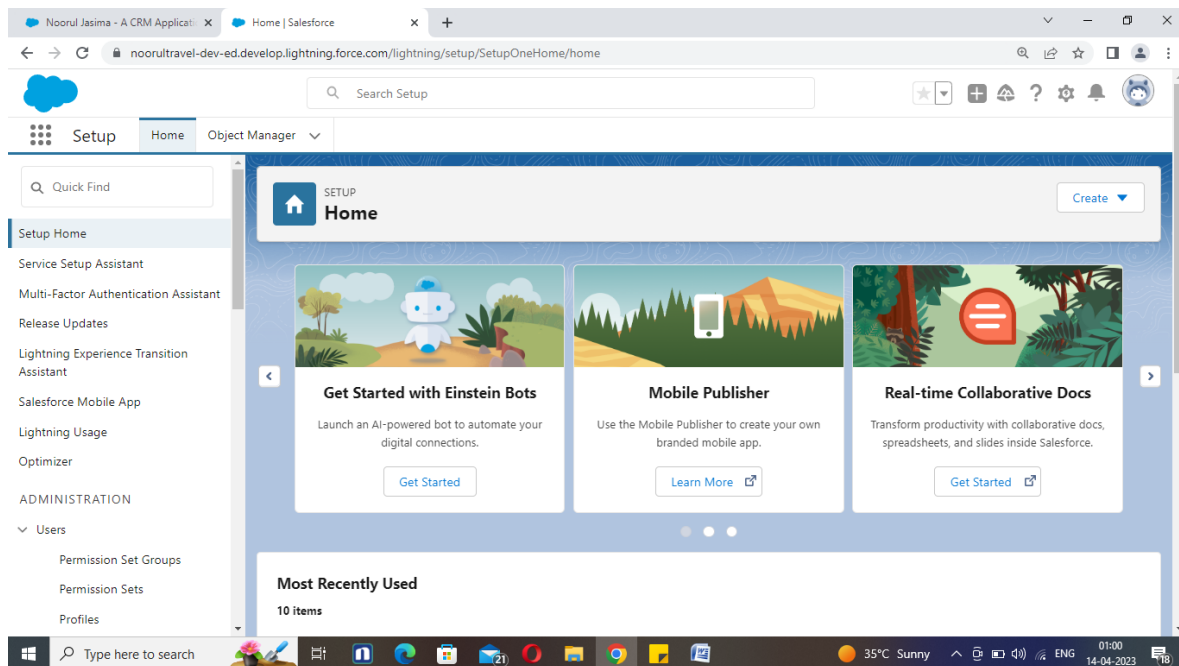 Noorul Jasima - A CRM Applicati
Home | Salesforce
noorultravel-dev-ed.develop.lightning.force.com/lightning/setup/SetupOneHome/home
Search Setup
Setup
Home
Object Manager
Quick Find
Setup Home
Service Setup Assistant
Multi-Factor Authentication Assistant
Release Updates
Lightning Experience Transition
Assistant
Salesforce Mobile App
Lightning Usage
Optimizer
ADMINISTRATION
Users
Permission Set Groups
Permission Sets
Profiles
SETUP
Home
Create
Get Started with Einstein Bots
Launch an AI-powered bot to automate your
digital connections.
Get Started
Mobile Publisher
Use the Mobile Publisher to create your own
branded mobile app.
Learn More
Real-time Collaborative Docs
Transform productivity with collaborative docs,
spreadsheets, and slides inside Salesforce.
Get Started
Most Recently Used
10 items
Type here to search
21
35°C Sunny
ENG
01:00
14-04-2023
18